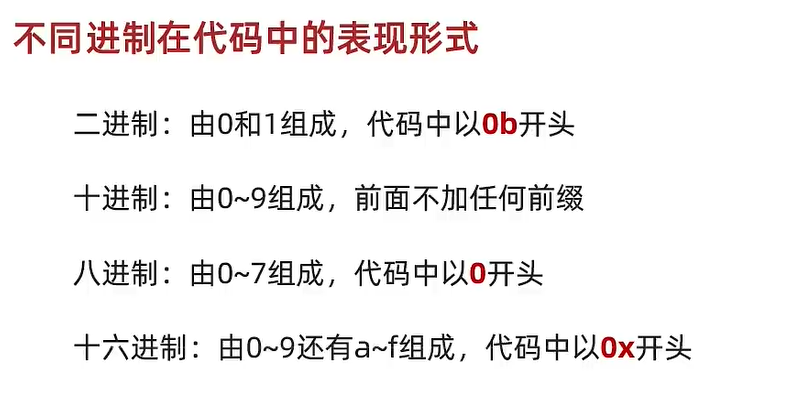 不同进制在代码中的表现形式
二进制：由0和1组成，代码中以0b开头
十进制：由0~9组成，前面不加任何前缀
八进制：由0~7组成，代码中以0开头
十六进制：由0~9还有a~f组成，代码中以0x开头